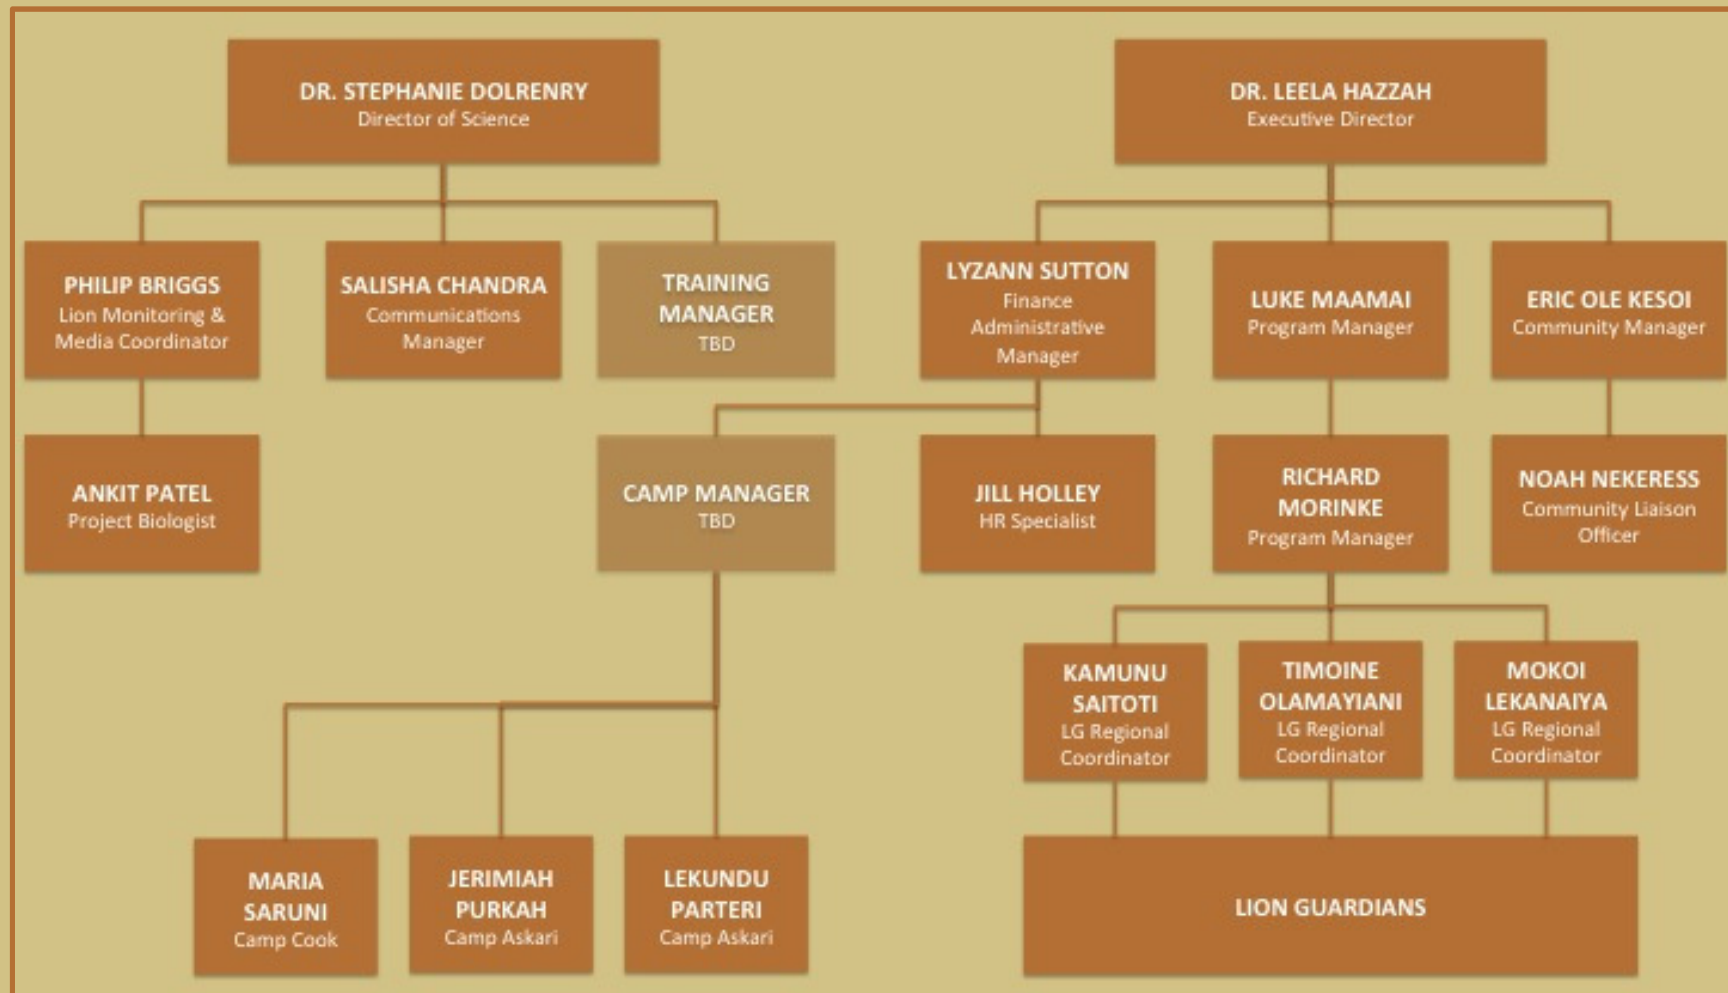 DR. STEPHANIE DOLRENRY
Director of Science
DR. LEELA HAZZAH
Executive Director
PHILIP BRIGGS
Lion Monitoring &
Media Coordinator
SALISHA CHANDRA
Communications
Manager
TRAINING
MANAGER
TBD
LYZANN SUTTON
Finance
Administrative
Manager
LUKE MAAMAI
Program Manager
ERIC OLE KESOI
Community Manager
ANKIT PATEL
Project Biologist
CAMP MANAGER
TBD
JILL HOLLEY
HR Specialist
RICHARD
MORINKE
Program Manager
NOAH NEKERESS
Community Liaison
Officer
KAMUNU
SAITOTI
LG Regional
Coordinator
TIMOINE
OLAMAYIANI
LG Regional
Coordinator
MOKOI
LEKANAIYA
LG Regional
Coordinator
MARIA
SARUNI
Camp Cook
JERIMIAH
PURKAH
Camp Askari
LEKUNDU
PARTERI
Camp Askari
LION GUARDIANS